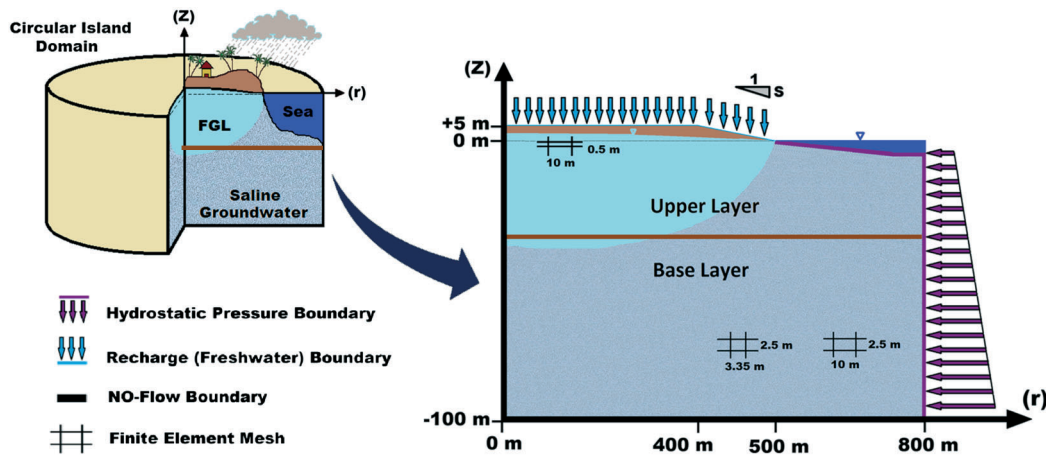 Circular Island
Domain
(Z)
(r)
FGL
Sea
Saline
Groundwater
Hydrostatic Pressure Boundary
Recharge (Freshwater) Boundary
NO-Flow Boundary
Finite Element Mesh
(Z)
1
S
+5 m
0 m
0.5 m
10 m
Upper Layer
Base Layer
2.5 m
3.35 m
2.5 m
10 m
-100 m
(r)
0 m
400 m
500 m
800 m